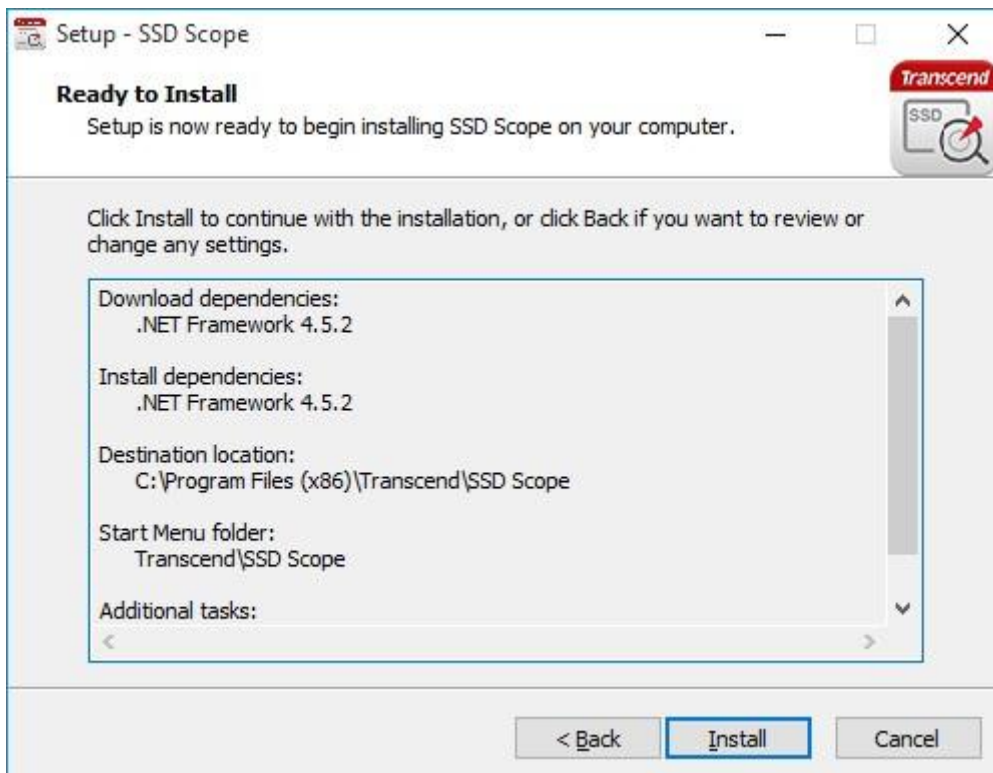 Setup - SSD Scope
Ready to Install
Setup is now ready to begin installing SSD Scope on your computer.
Transcend
SSD
Click Install to continue with the installation, or click Back if you want to review or
change any settings.
Download dependencies:
.NET Framework 4.5.2
Install dependencies:
.NET Framework 4.5.2
Destination location:
C:\Program Files (x86)\Transcend\SSD Scope
Start Menu folder:
Transcend\SSD Scope
Additional tasks:
< Back
Install
Cancel